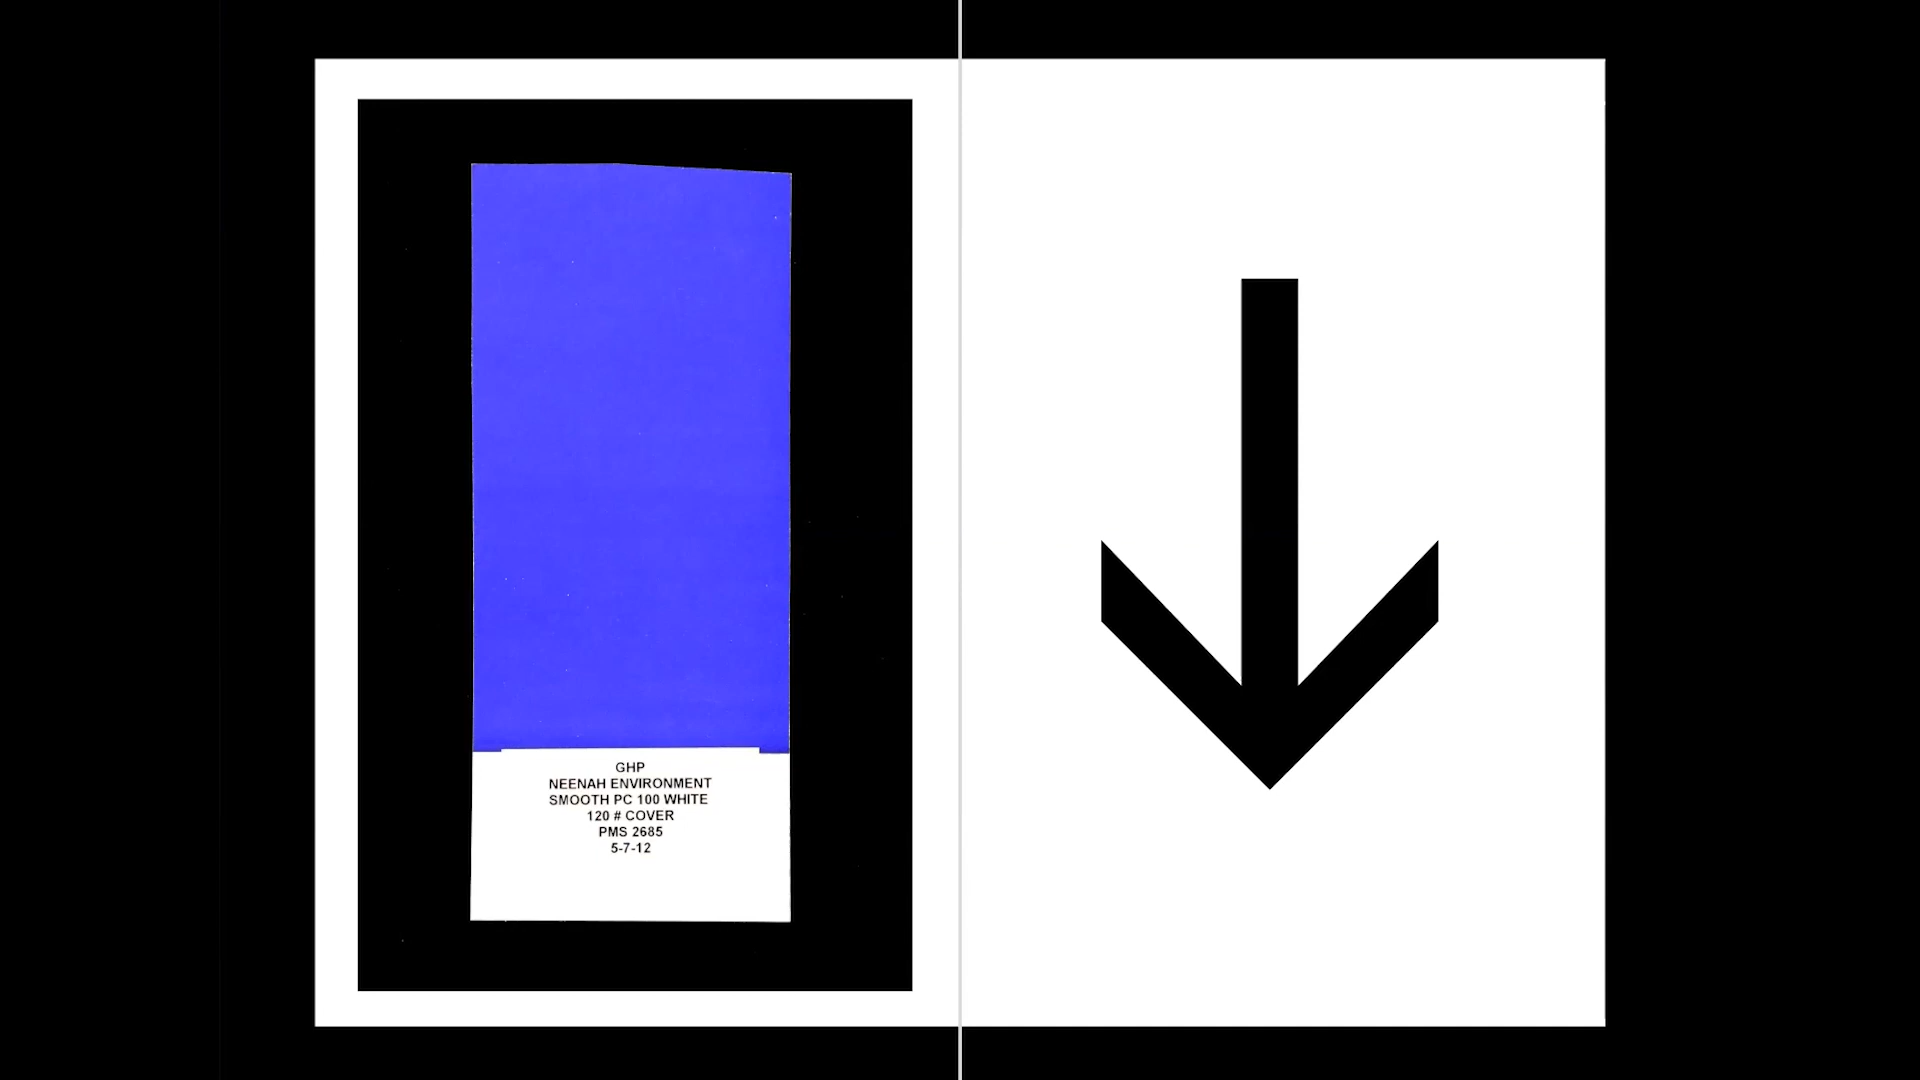 GHP
NEENAH ENVIRONMENT
SMOOTH PC 100 WHITE
120 # COVER
PMS 2685
5-7-12